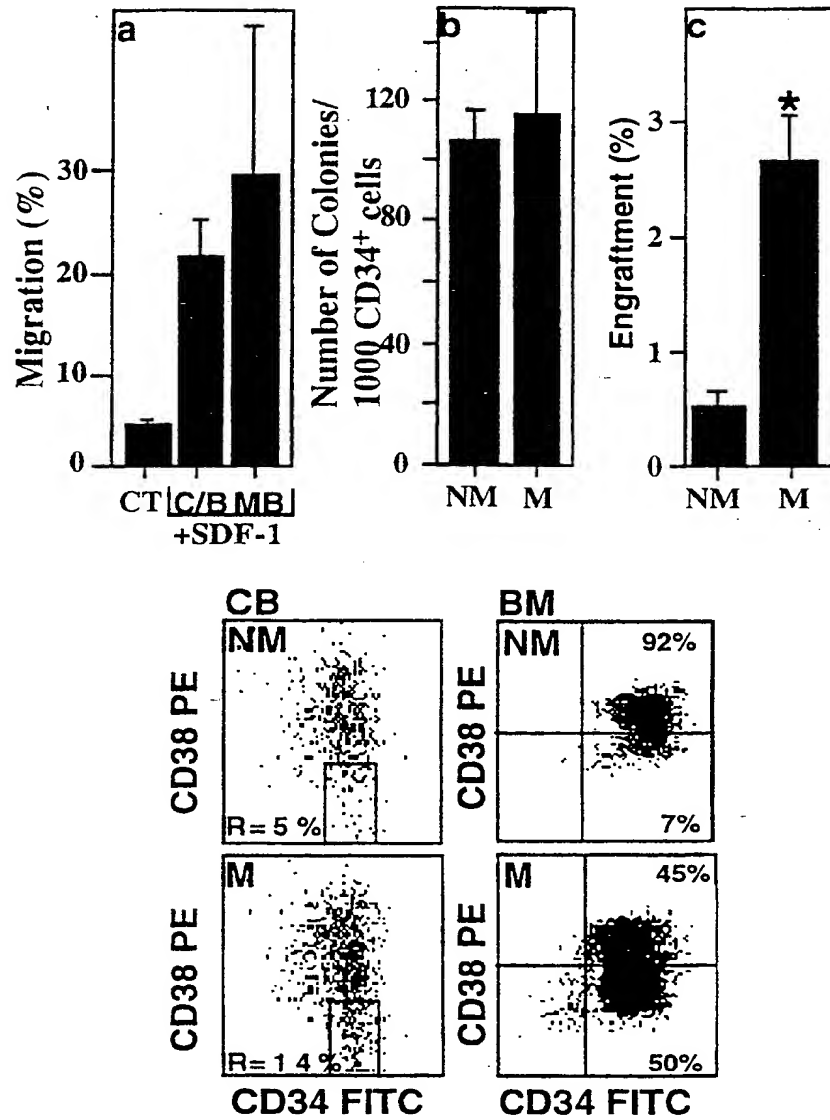 a
Migration (%)
30
20
10
0
CT
C/B MB
+SDF-1
b
Number of Colonies/
1000 CD34+ cells
120
80
40
0
NM
M
c
Engraftment (%)
3
2
1
0
*
NM
M
CB
NM
CD38 PE
R= 5 %
BM
NM
92%
CD38 PE
7%
M
CD38 PE
R= 14 %
CD34 FITC
M
45%
CD38 PE
50%
CD34 FITC